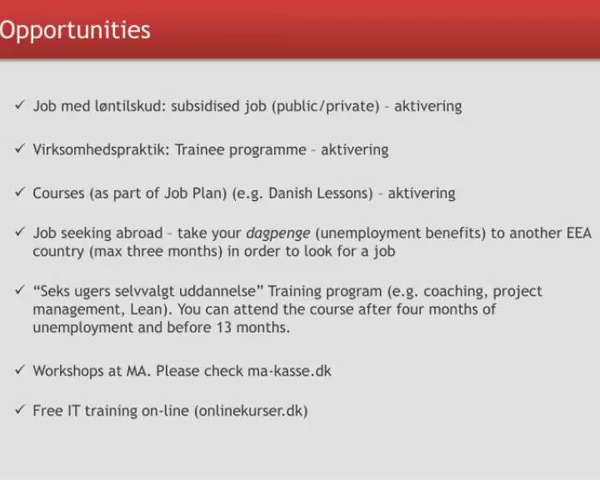 Opportunities
✓ Job med løntilskud: subsidised job (public/private) – aktivering
✓ Virksomhedspraktik: Trainee programme – aktivering
✓ Courses (as part of Job Plan) (e.g. Danish Lessons) – aktivering
✓ Job seeking abroad – take your dagpenge (unemployment benefits) to another EEA
country (max three months) in order to look for a job
✓ “Seks ugers selvvalgt uddannelse” Training program (e.g. coaching, project
management, Lean). You can attend the course after four months of
unemployment and before 13 months.
✓ Workshops at MA. Please check ma-kasse.dk
✓ Free IT training on-line (onlinekurser.dk)